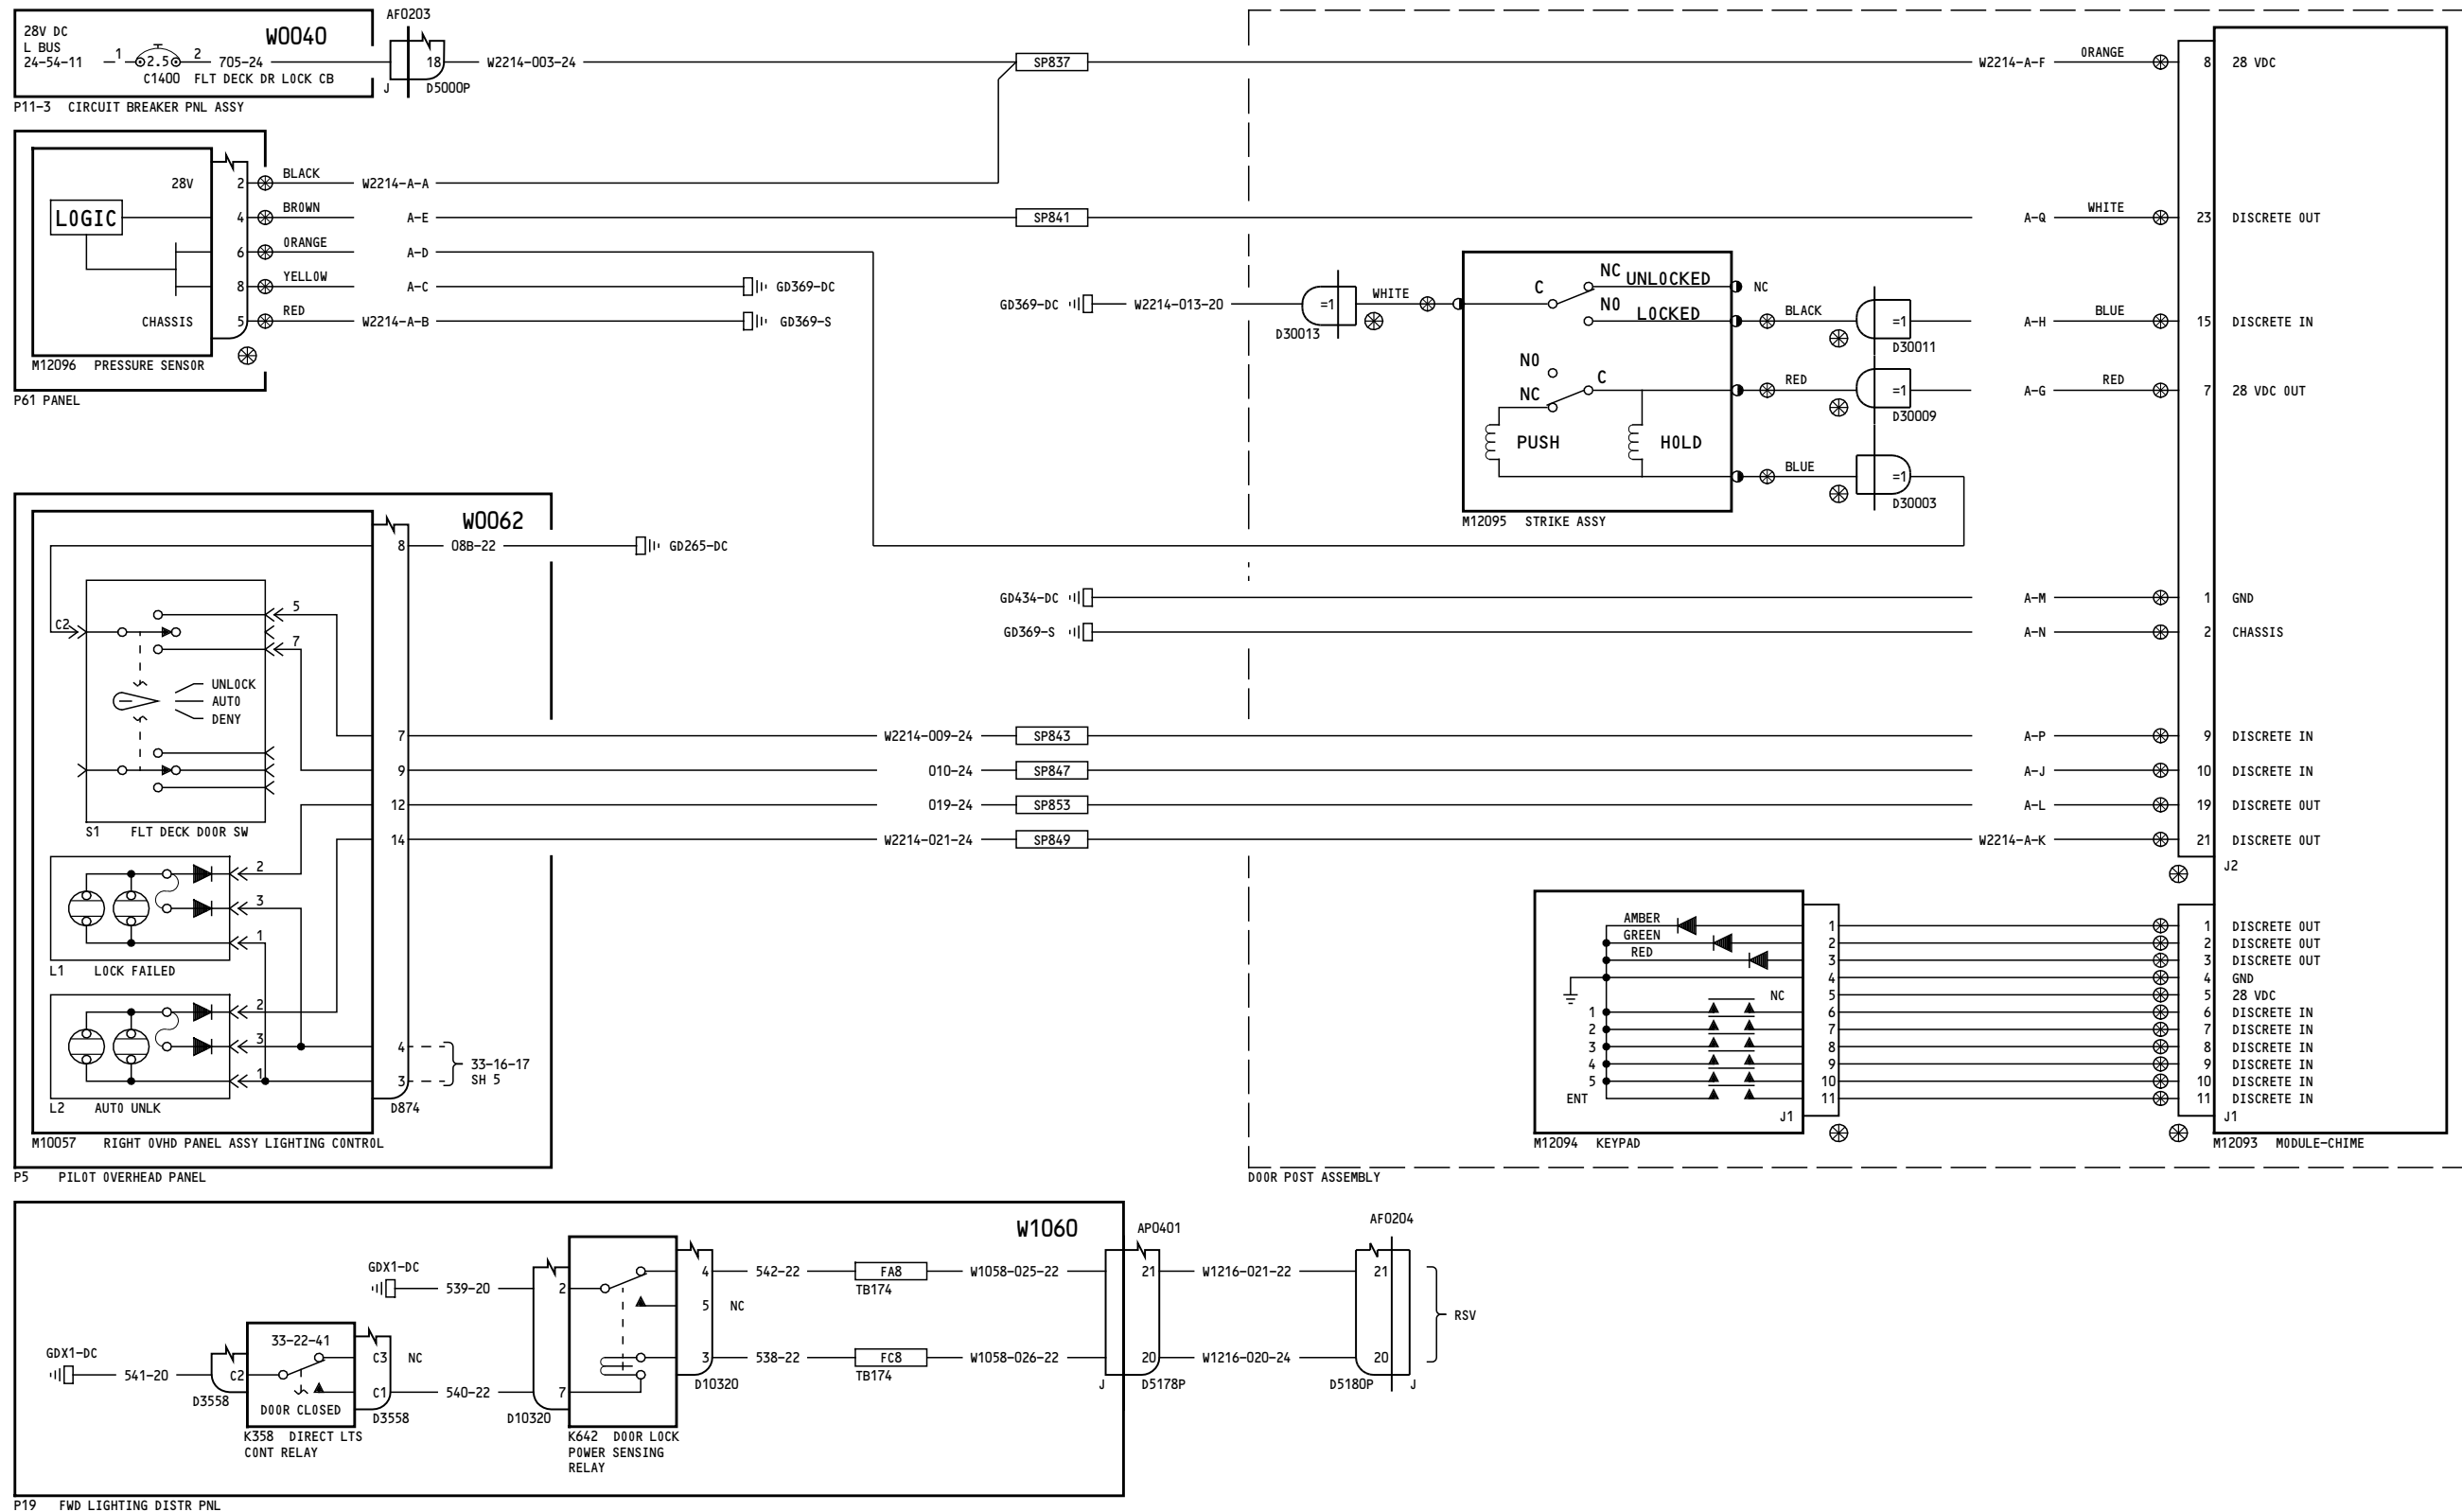 28V DC
L BUS
24-54-11
1
2.5
2
705-24
W0040
C1400 FLT DECK DR LOCK CB
P11-3 CIRCUIT BREAKER PNL ASSY
AF0203
18
J
D5000P
W2214-003-24
SP837
W2214-A-F
ORANGE
8
28 VDC
28V
2
BLACK
W2214-A-A
LOGIC
4
BROWN
A-E
SP841
A-Q
WHITE
23
DISCRETE OUT
6
ORANGE
A-D
8
YELLOW
A-C
GD369-DC
CHASSIS
5
RED
W2214-A-B
GD369-S
M12096 PRESSURE SENSOR
P61 PANEL
GD369-DC
W2214-013-20
=1
D30013
WHITE
C
NC
UNLOCKED
NO
LOCKED
NC
BLACK
=1
D30011
A-H
BLUE
15
DISCRETE IN
NO
NC
C
RED
=1
D30009
A-G
RED
7
28 VDC OUT
PUSH
HOLD
BLUE
=1
D30003
M12095 STRIKE ASSY
W0062
8
08B-22
GD265-DC
C2
5
7
UNLOCK
AUTO
DENY
S1 FLT DECK DOOR SW
GD434-DC
A-M
1
GND
GD369-S
A-N
2
CHASSIS
7
W2214-009-24
SP843
A-P
9
DISCRETE IN
9
010-24
SP847
A-J
10
DISCRETE IN
12
019-24
SP853
A-L
19
DISCRETE OUT
14
W2214-021-24
SP849
W2214-A-K
21
DISCRETE OUT
J2
2
3
1
L1 LOCK FAILED
2
3
1
L2 AUTO UNLK
4
3
33-16-17
SH 5
D874
M10057 RIGHT OVHD PANEL ASSY LIGHTING CONTROL
P5 PILOT OVERHEAD PANEL
AMBER
1
1
DISCRETE OUT
GREEN
2
2
DISCRETE OUT
RED
3
3
DISCRETE OUT
4
4
GND
NC
5
5
28 VDC
1
6
6
DISCRETE IN
2
7
7
DISCRETE IN
3
8
8
DISCRETE IN
4
9
9
DISCRETE IN
5
10
10
DISCRETE IN
ENT
11
11
DISCRETE IN
J1
J1
M12094 KEYPAD
M12093 MODULE-CHIME
DOOR POST ASSEMBLY
W1060
GDX1-DC
541-20
C2
D3558
33-22-41
DOOR CLOSED
C3
NC
C1
D3558
K358 DIRECT LTS
CONT RELAY
540-22
GDX1-DC
539-20
2
7
D10320
4
5
NC
3
D10320
K642 DOOR LOCK
POWER SENSING
RELAY
542-22
FA8
TB174
W1058-025-22
538-22
FC8
TB174
W1058-026-22
AP0401
21
20
J
D5178P
W1216-021-22
W1216-020-24
AF0204
21
20
D5180P
J
RSV
P19 FWD LIGHTING DISTR PNL